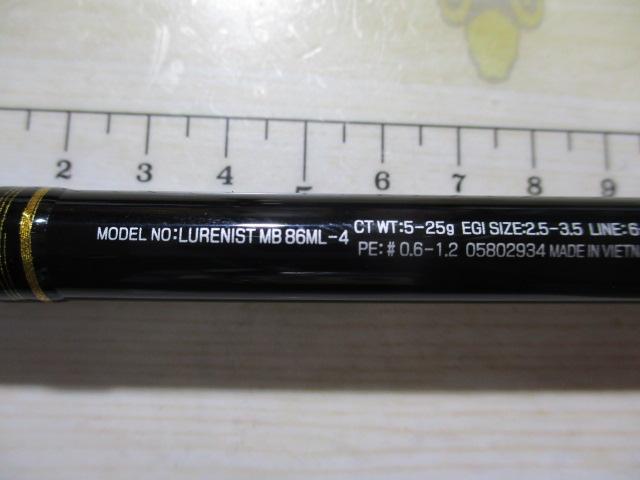 2 3 4 5 6 7 8 9
MODEL NO:LURENIST MB 86ML-4 CT WT:5-25g EGI SIZE:2.5-3.5 LINE:
PE:# 0.6-1.2 05802934 MADE IN